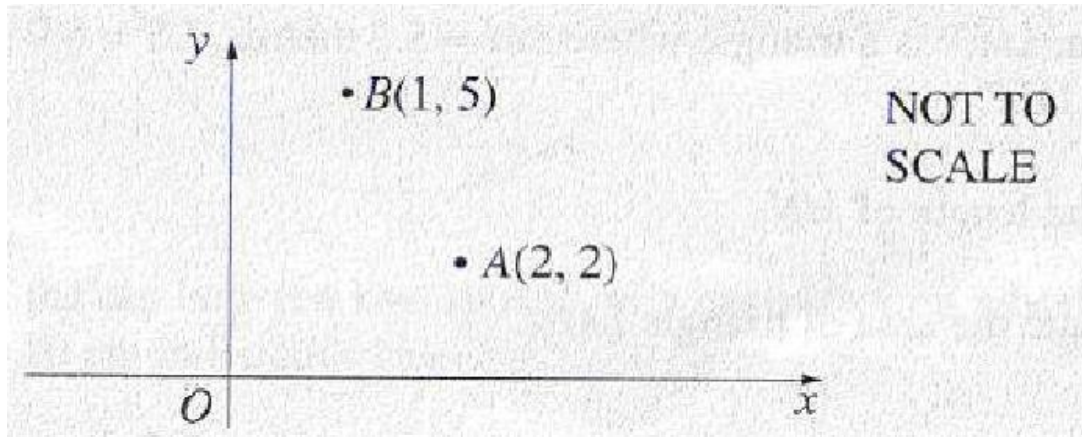 y
B(1, 5)
NOT TO
SCALE
A(2, 2)
O
x